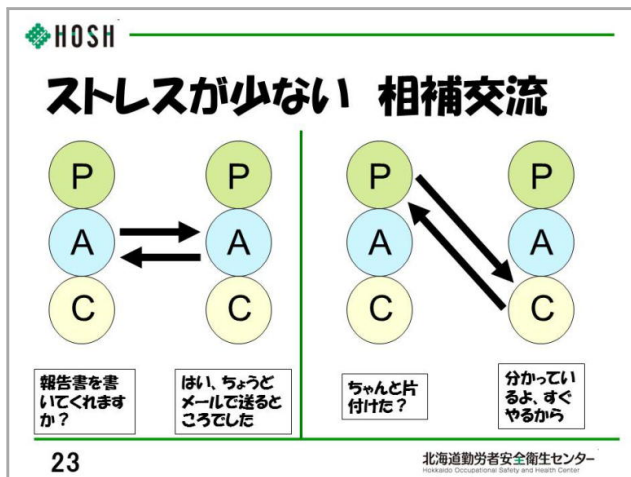 HOSH
ストレスが少ない 相補交流
P
P
A
A
C
C
P
P
A
A
C
C
報告書を書
いてくれます
か?
はい、ちょうど
メールで送ると
ころでした
ちゃんと片
付けた?
分かってい
るよ、すぐ
やるから
23
北海道勤労者安全衛生センター
Hokkaido Occupational Safety and Health Center